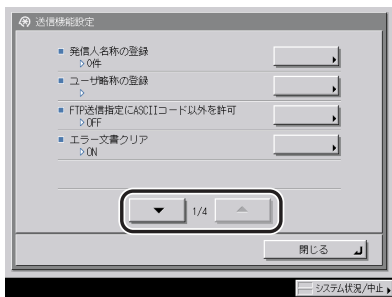 送信機能設定
発信人名称の登録
0件
ユーザ略称の登録
FTP送信指定にASCIIコード以外を許可
OFF
エラー文書クリア
ON
1/4
閉じる
システム状況/中止